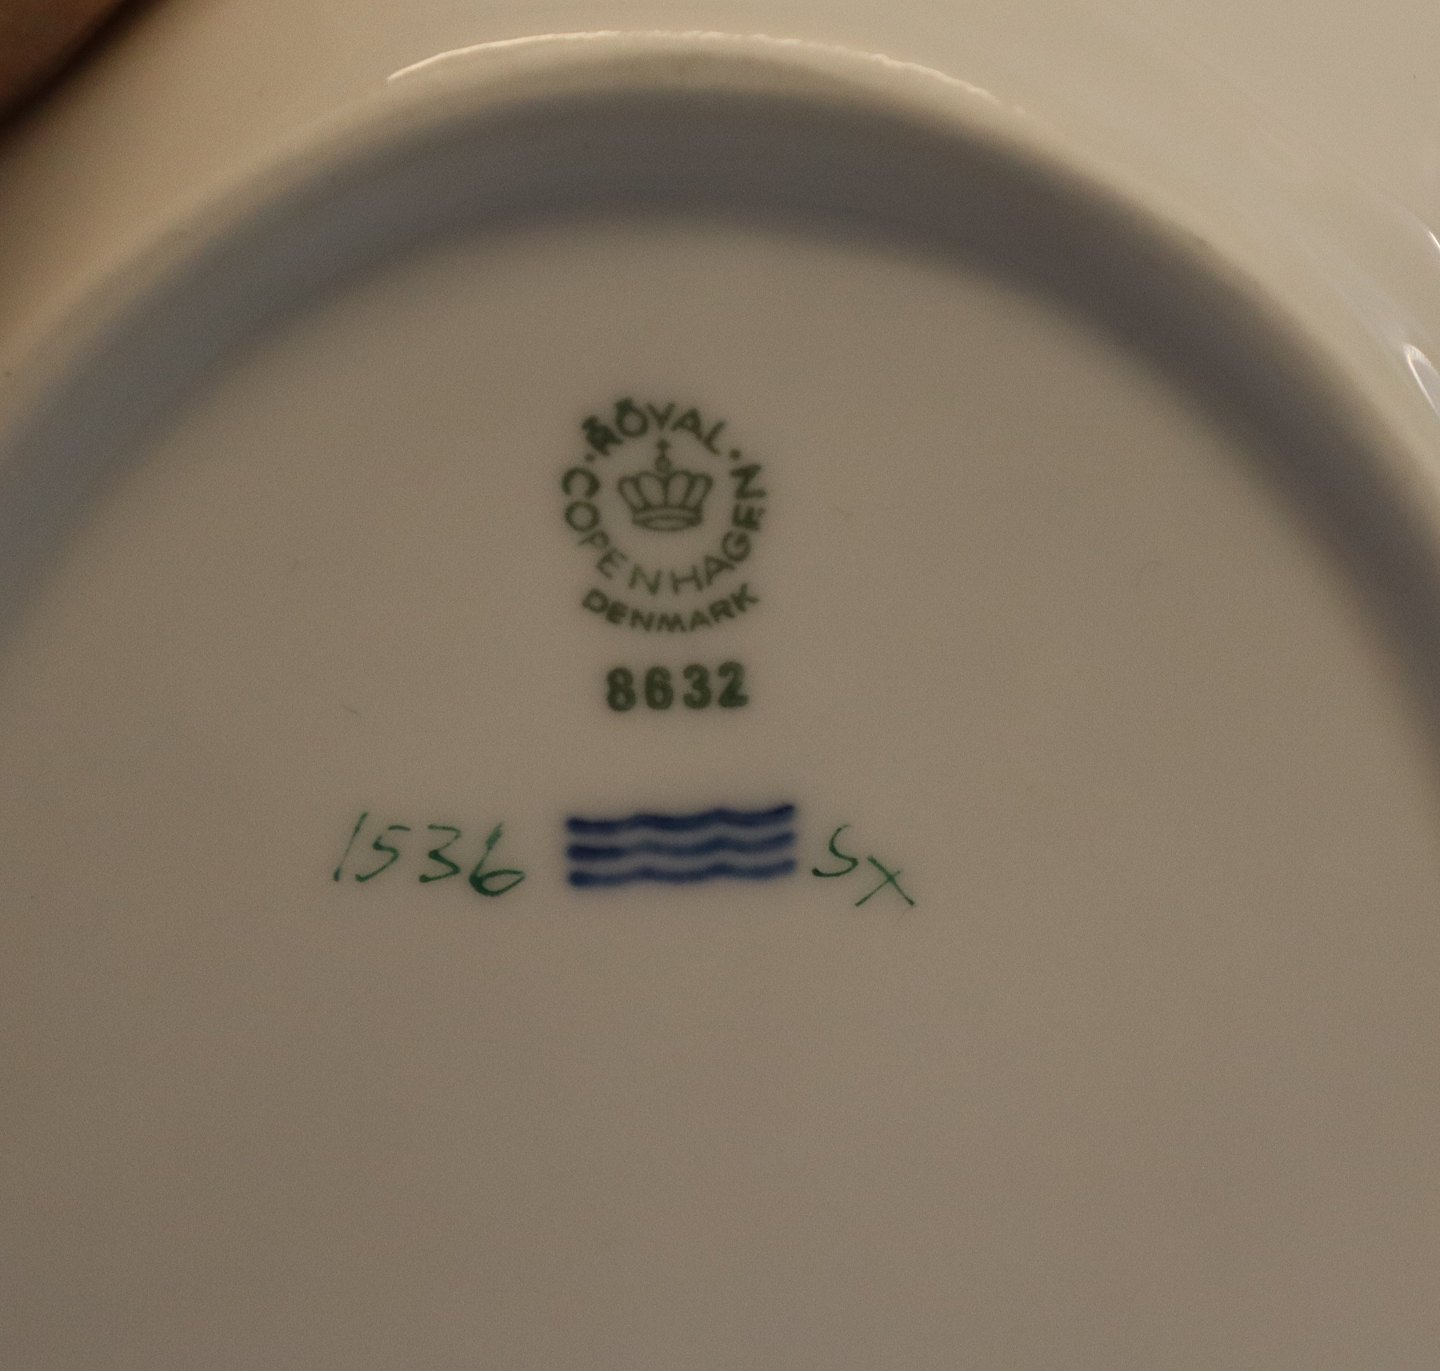 ROYAL
COPENHAGEN
DENMARK
8632
1536 Sx